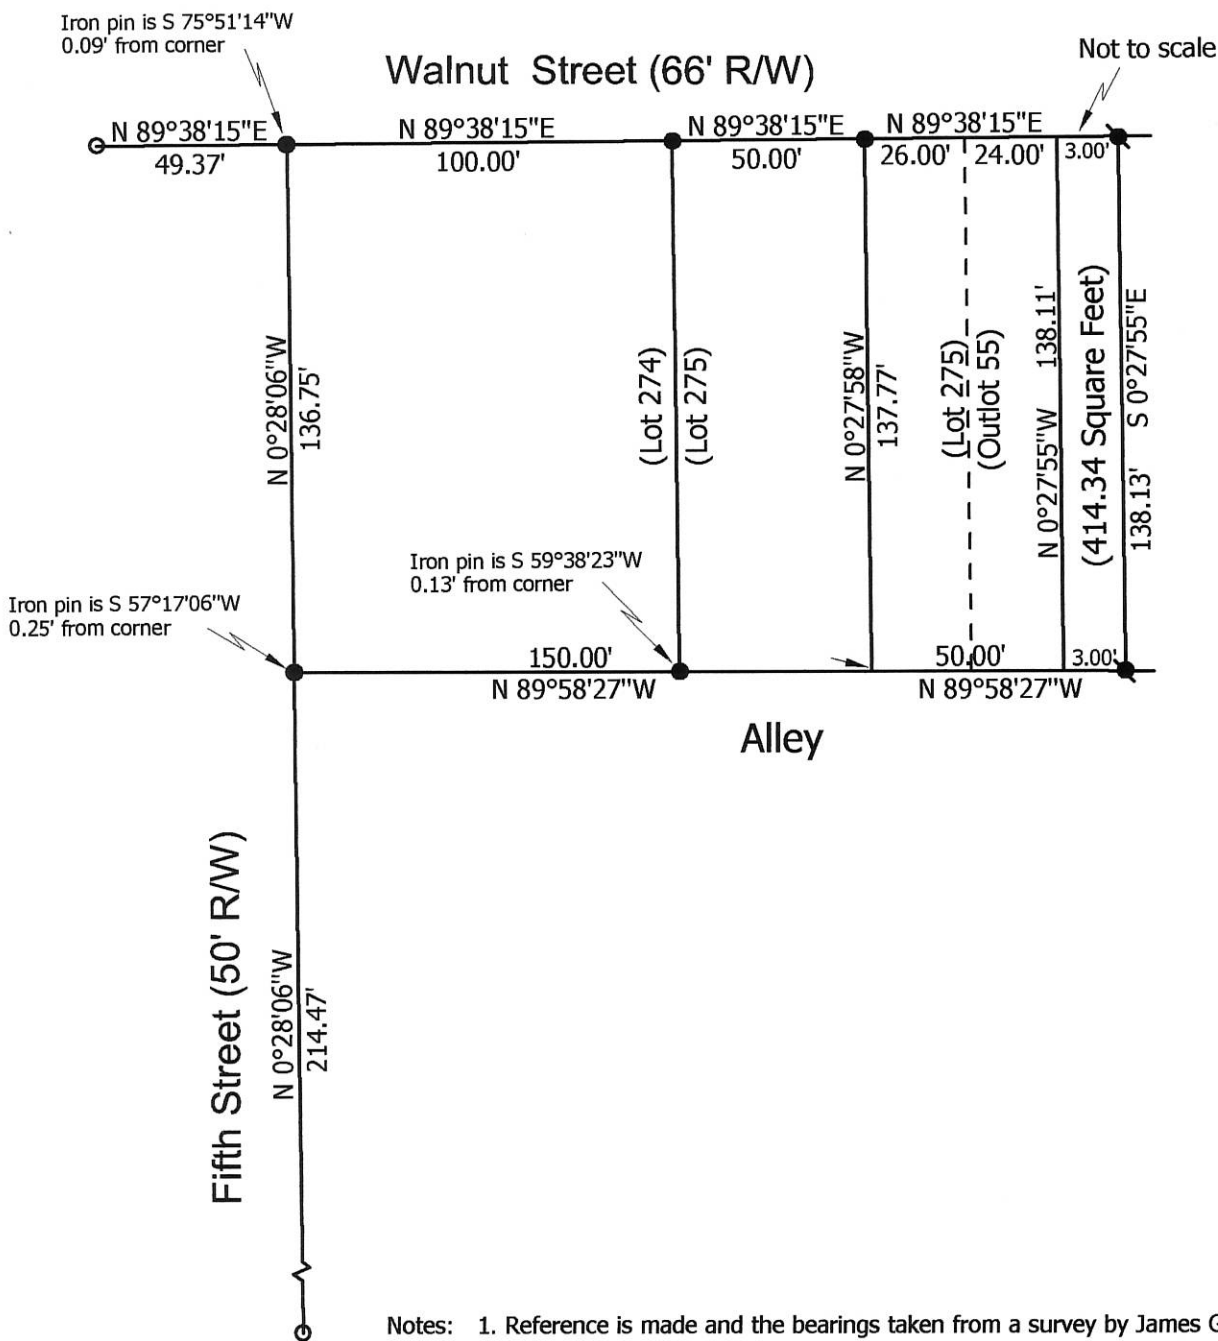 Iron pin is S 75°51'14"W
0.09' from corner
Walnut Street (66' R/W)
Not to scale
N 89°38'15"E
N 89°38'15"E
N 89°38'15"E
N 89°38'15"E
49.37'
100.00'
50.00'
26.00'
24.00'
3.00'
N 0°28'06"W
136.75'
(Lot 274)
(Lot 275)
N 0°27'58"W
137.77'
(Lot 275)
(Outlot 55)
N 0°27'55"W 138.11'
(414.34 Square Feet)
138.13' S 0°27'55"E
Iron pin is S 59°38'23"W
0.13' from corner
Iron pin is S 57°17'06"W
0.25' from corner
150.00'
N 89°58'27"W
50.00'
3.00'
N 89°58'27"W
Alley
Fifth Street (50' R/W)
N 0°28'06"W
214.47'
Notes: 1. Reference is made and the bearings taken from a survey by James G